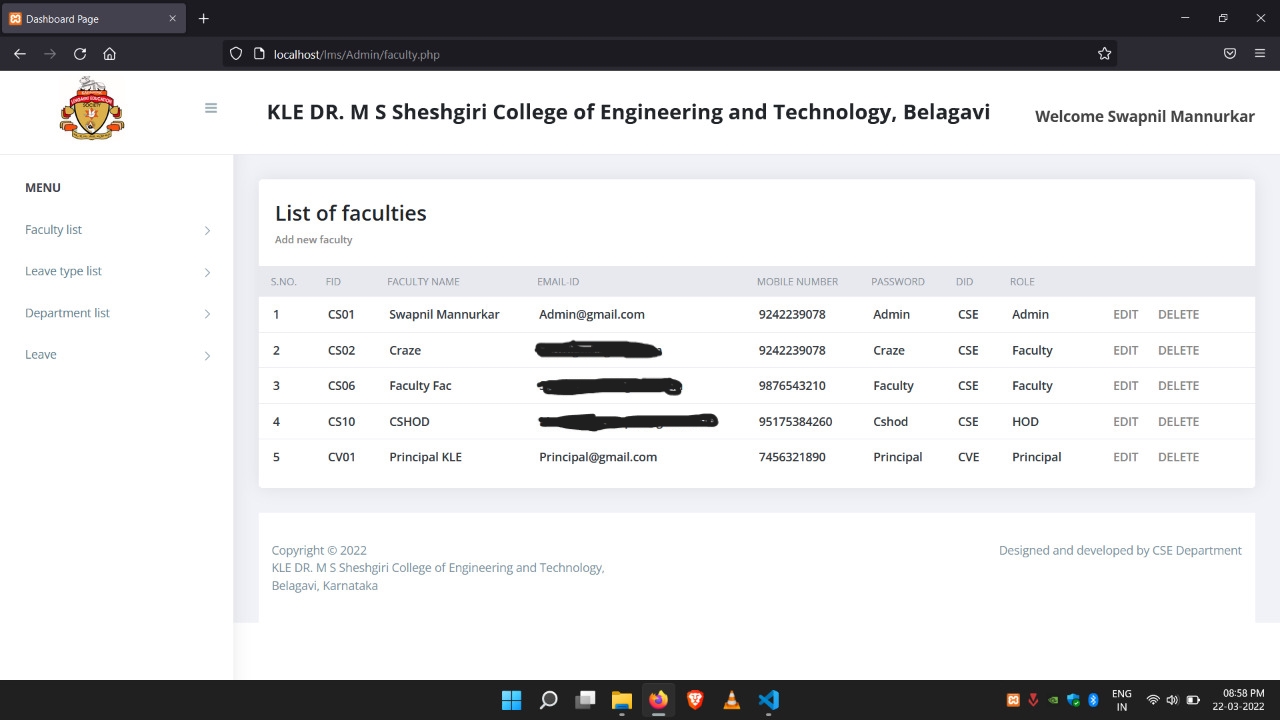 Dashboard Page
localhost/lms/Admin/faculty.php
KLE DR. M S Sheshgiri College of Engineering and Technology, Belagavi
Welcome Swapnil Mannurkar
MENU
Faculty list
Leave type list
Department list
Leave
List of faculties
Add new faculty
S.NO. FID FACULTY NAME EMAIL-ID MOBILE NUMBER PASSWORD DID ROLE
1 CS01 Swapnil Mannurkar Admin@gmail.com 9242239078 Admin CSE Admin EDIT DELETE
2 CS02 Craze 9242239078 Craze CSE Faculty EDIT DELETE
3 CS06 Faculty Fac 9876543210 Faculty CSE Faculty EDIT DELETE
4 CS10 CSHOD 95175384260 Cshod CSE HOD EDIT DELETE
5 CV01 Principal KLE Principal@gmail.com 7456321890 Principal CVE Principal EDIT DELETE
Copyright © 2022
KLE DR. M S Sheshgiri College of Engineering and Technology,
Belagavi, Karnataka
Designed and developed by CSE Department
ENG
IN
08:58 PM
22-03-2022